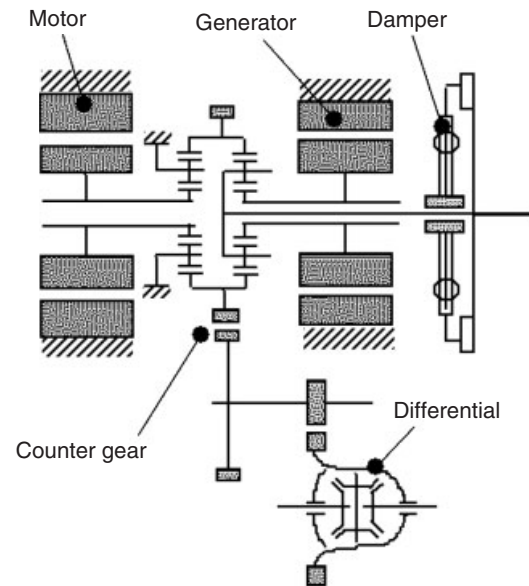 Motor
Generator
Damper
Counter gear
Differential